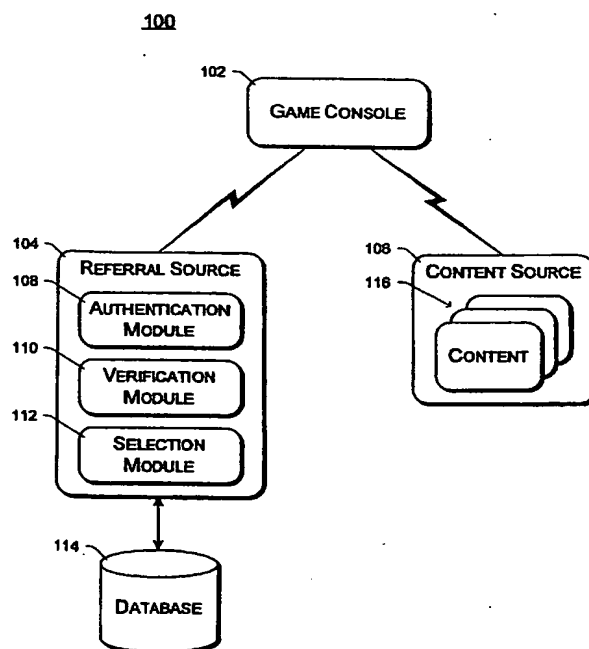 100
102
GAME CONSOLE
104
REFERRAL SOURCE
108
AUTHENTICATION
MODULE
110
VERIFICATION
MODULE
112
SELECTION
MODULE
108
CONTENT SOURCE
116
CONTENT
114
DATABASE